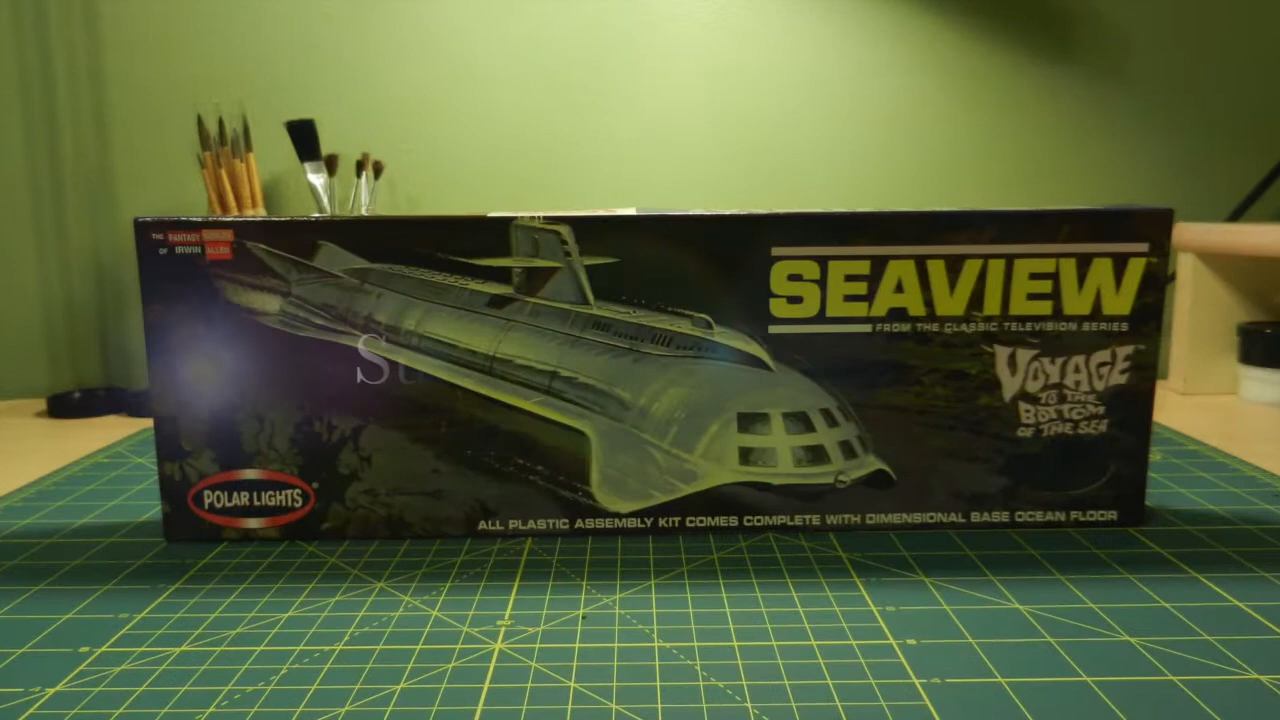 THE FANTASY WORLDS
OF IRWIN ALLEN
SEAVIEW
FROM THE CLASSIC TELEVISION SERIES
VOYAGE
TO THE
BOTTOM
OF THE SEA
POLAR LIGHTS
ALL PLASTIC ASSEMBLY KIT COMES COMPLETE WITH DIMENSIONAL BASE OCEAN FLOOR